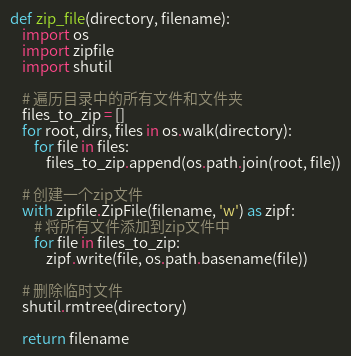 def zip_file(directory, filename):
import os
import zipfile
import shutil
# 遍历目录中的所有文件和文件夹
files_to_zip = []
for root, dirs, files in os.walk(directory):
for file in files:
files_to_zip.append(os.path.join(root, file))
# 创建一个zip文件
with zipfile.ZipFile(filename, 'w') as zipf:
# 将所有文件添加到zip文件中
for file in files_to_zip:
zipf.write(file, os.path.basename(file))
# 删除临时文件
shutil.rmtree(directory)
return filename